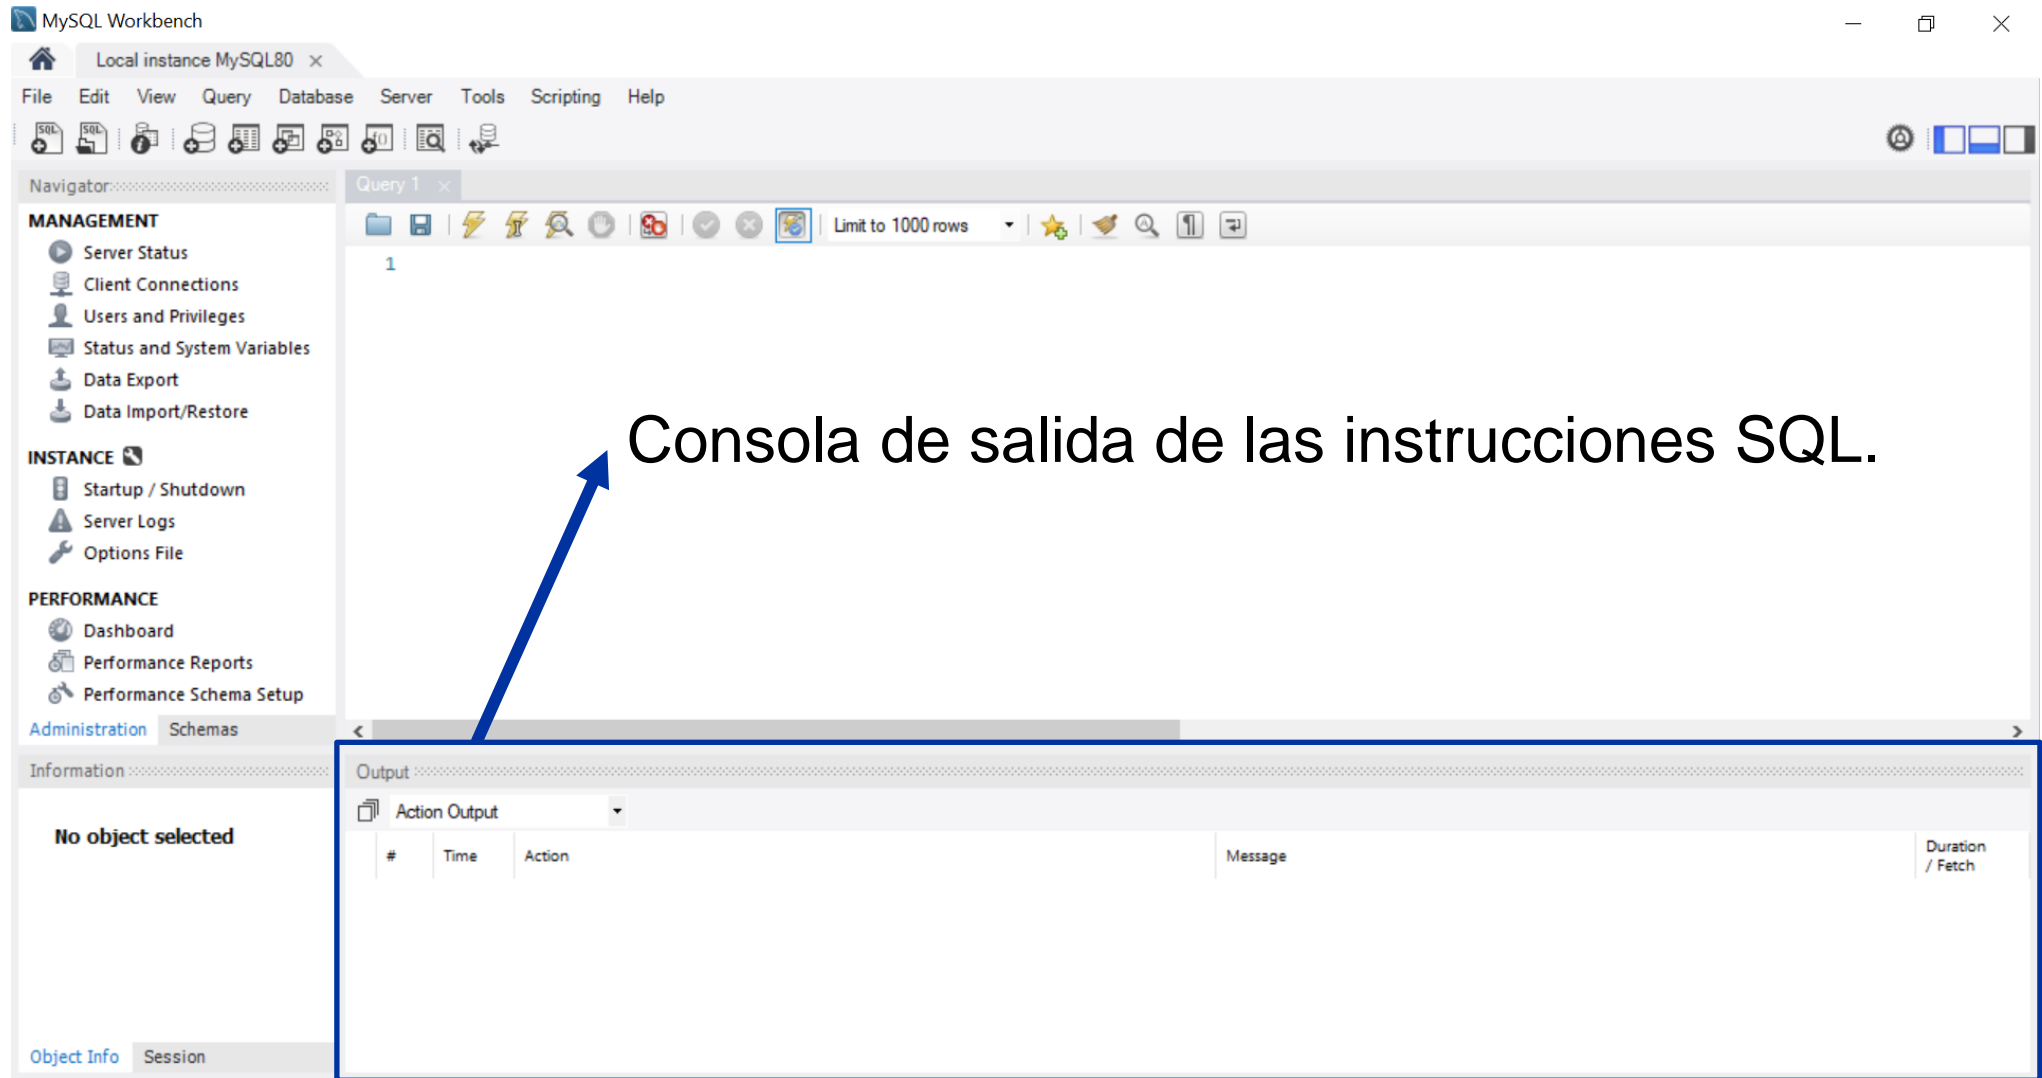 MySQL Workbench
Local instance MySQL80
File Edit View Query Database Server Tools Scripting Help
Navigator
MANAGEMENT
Server Status
Client Connections
Users and Privileges
Status and System Variables
Data Export
Data Import/Restore
INSTANCE
Startup / Shutdown
Server Logs
Options File
PERFORMANCE
Dashboard
Performance Reports
Performance Schema Setup
Administration Schemas
Information
No object selected
Object Info Session
Query 1
Limit to 1000 rows
1
Consola de salida de las instrucciones SQL.
Output
Action Output
# Time Action Message Duration / Fetch